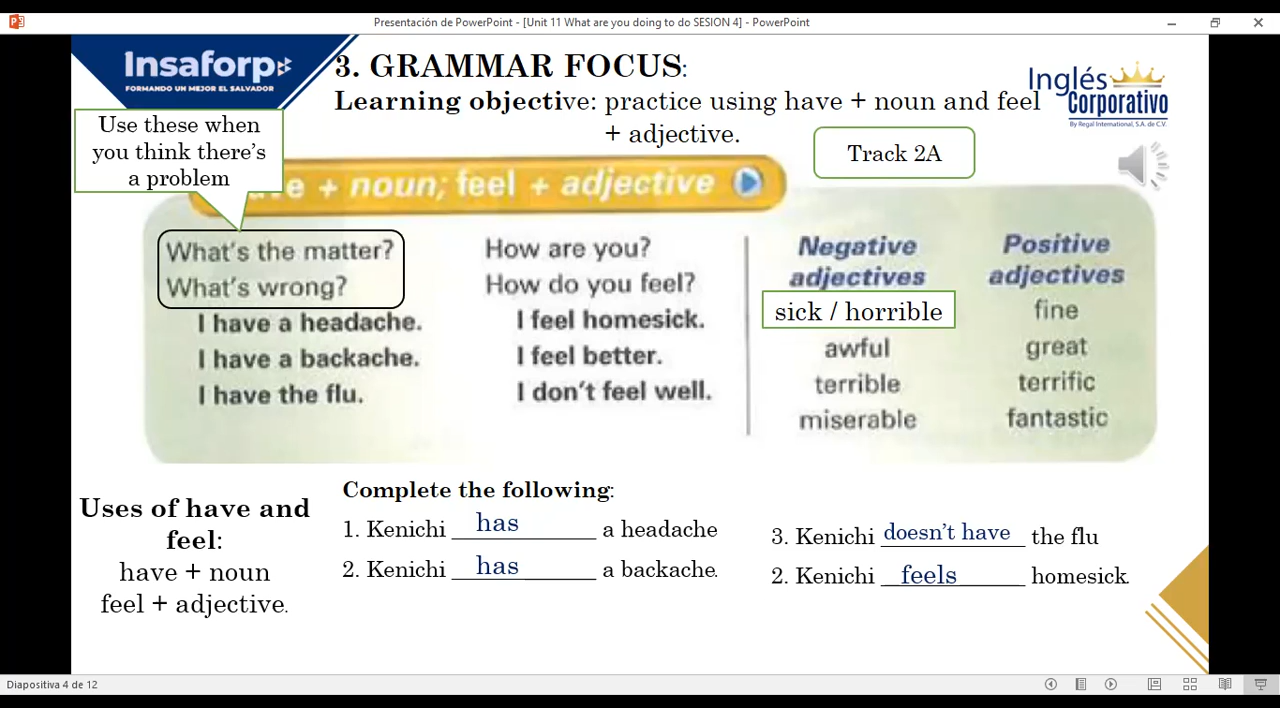 Presentación de PowerPoint - [Unit 11 What are you doing to do SESION 4] - PowerPoint
Insaforp
FORMANDO UN MEJOR EL SALVADOR
3. GRAMMAR FOCUS:
Learning objective: practice using have + noun and feel
+ adjective.
Inglés
Corporativo
By Regal International, S.A. de C.V.
Use these when
you think there's
a problem
Track 2A
+ noun; feel + adjective
What's the matter?
What's wrong?
I have a headache.
I have a backache.
I have the flu.
How are you?
How do you feel?
I feel homesick.
I feel better.
I don't feel well.
Negative
adjectives
sick / horrible
awful
terrible
miserable
Positive
adjectives
fine
great
terrific
fantastic
Uses of have and
feel:
have + noun
feel + adjective.
Complete the following:
1. Kenichi has a headache
2. Kenichi has a backache.
3. Kenichi doesn't have the flu
2. Kenichi feels homesick.
Diapositiva 4 de 12